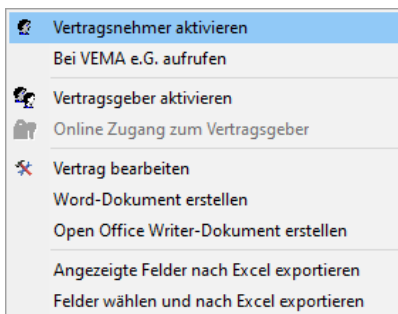 Vertragsnehmer aktivieren
Bei VEMA e.G. aufrufen
Vertragsgeber aktivieren
Online Zugang zum Vertragsgeber
Vertrag bearbeiten
Word-Dokument erstellen
Open Office Writer-Dokument erstellen
Angezeigte Felder nach Excel exportieren
Felder wählen und nach Excel exportieren